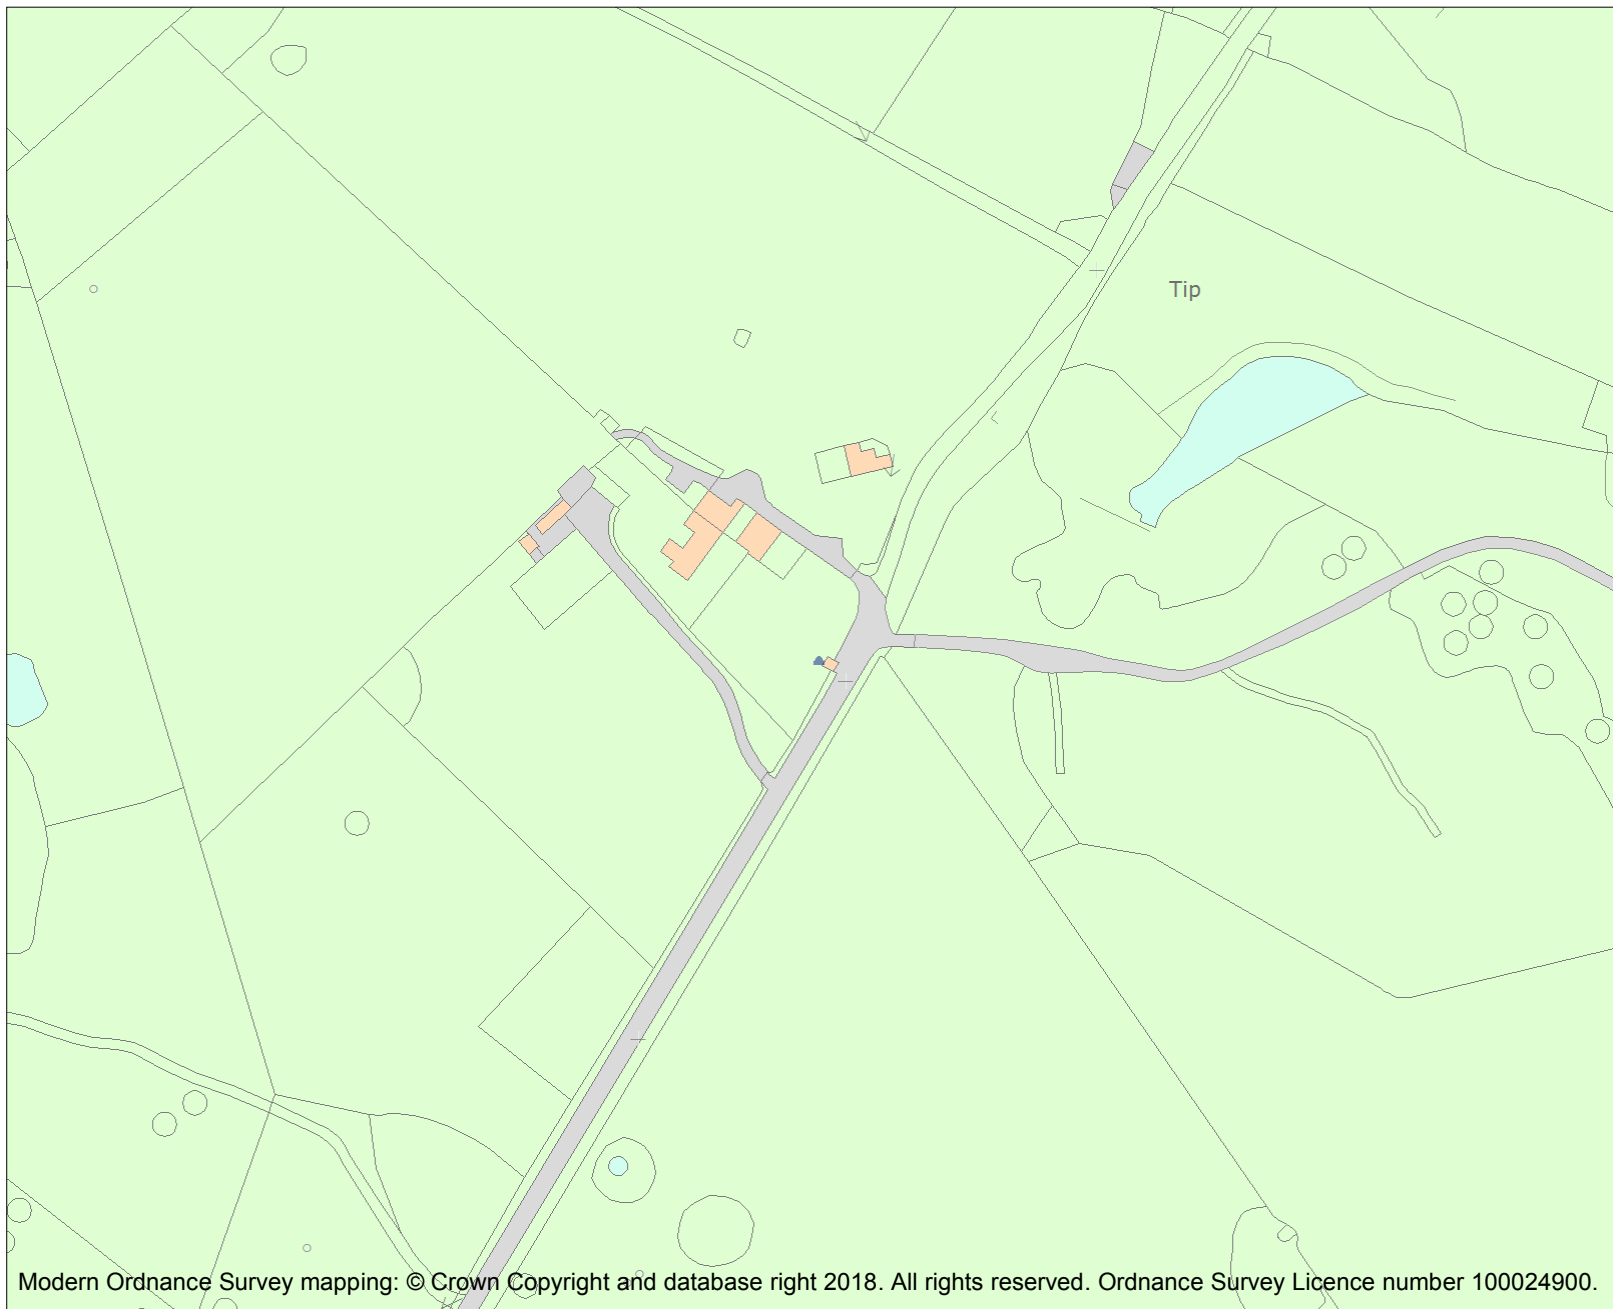 Tip
Modern Ordnance Survey mapping: © Crown Copyright and database right 2018. All rights reserved. Ordnance Survey Licence number 100024900.